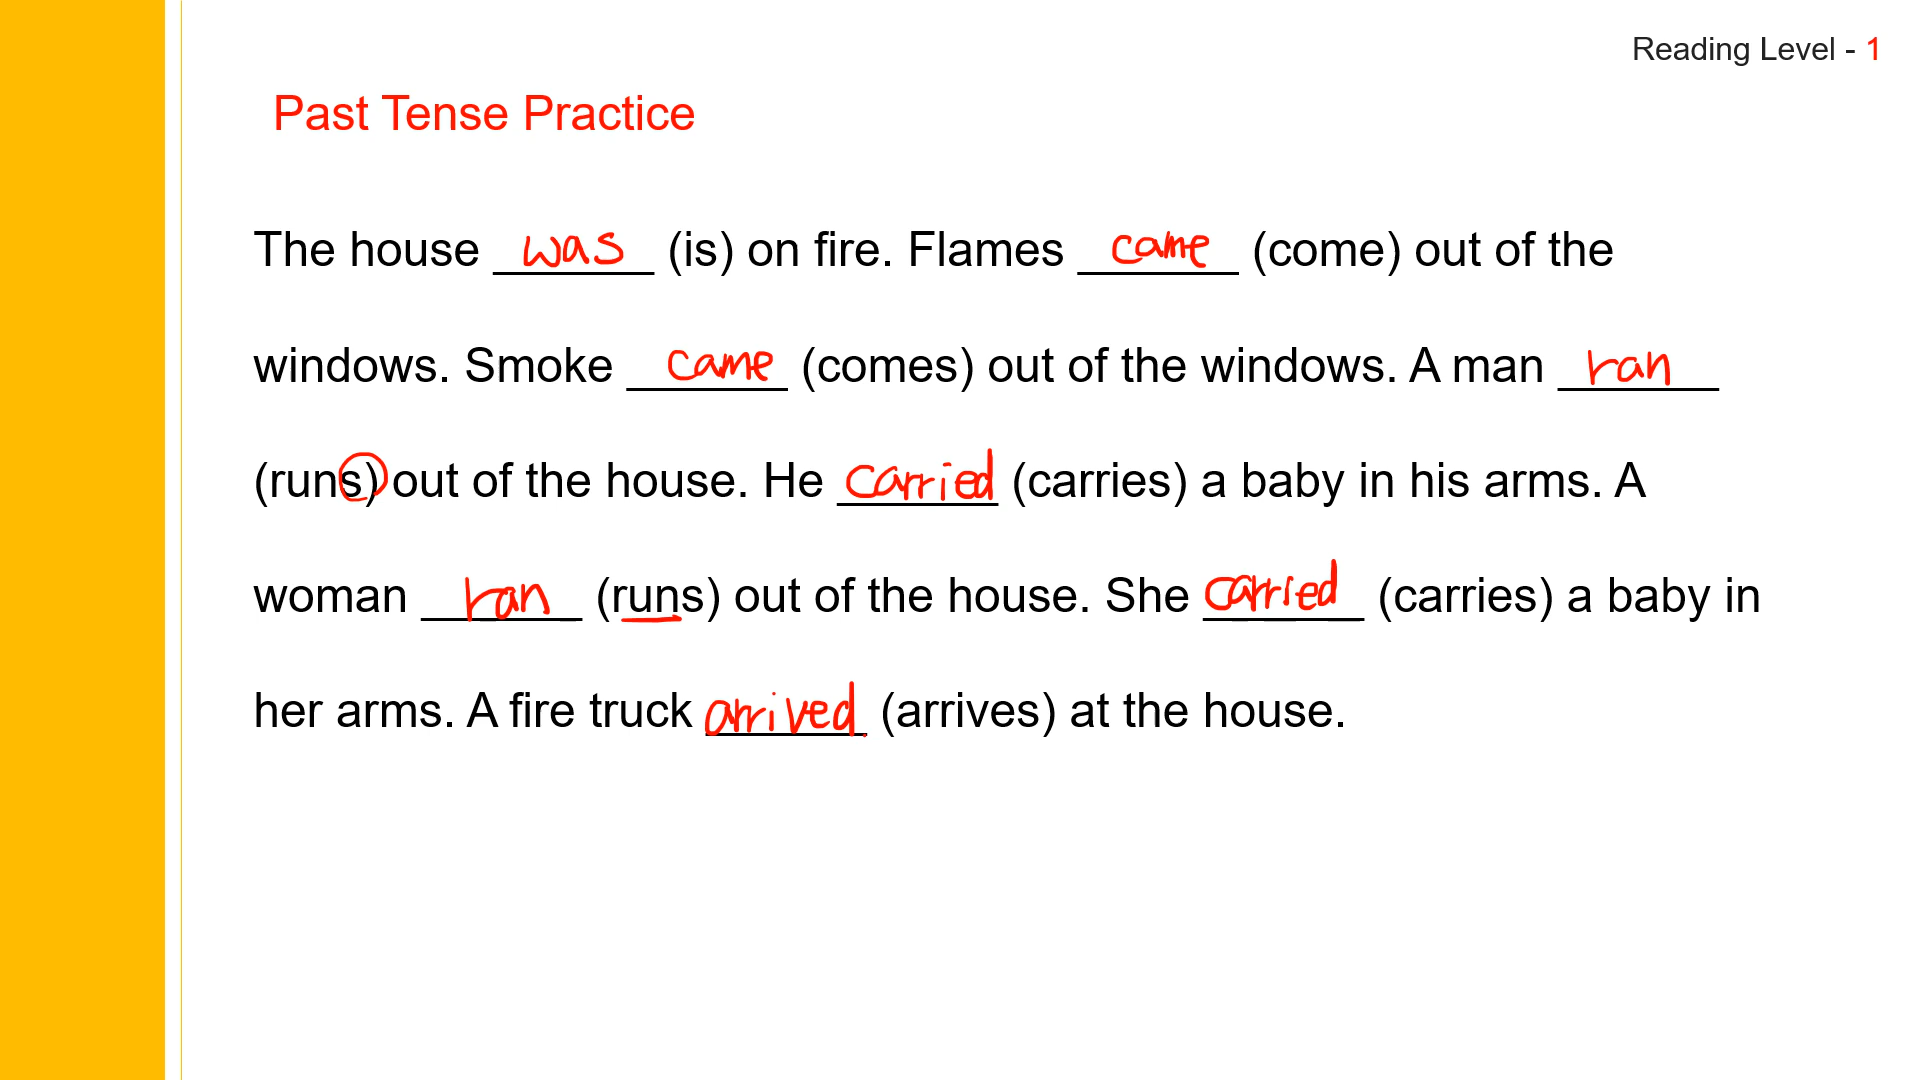 Reading Level - 1
Past Tense Practice
The house was (is) on fire. Flames came (come) out of the
windows. Smoke came (comes) out of the windows. A man ran
(runs) out of the house. He carried (carries) a baby in his arms. A
woman ran (runs) out of the house. She carried (carries) a baby in
her arms. A fire truck arrived (arrives) at the house.